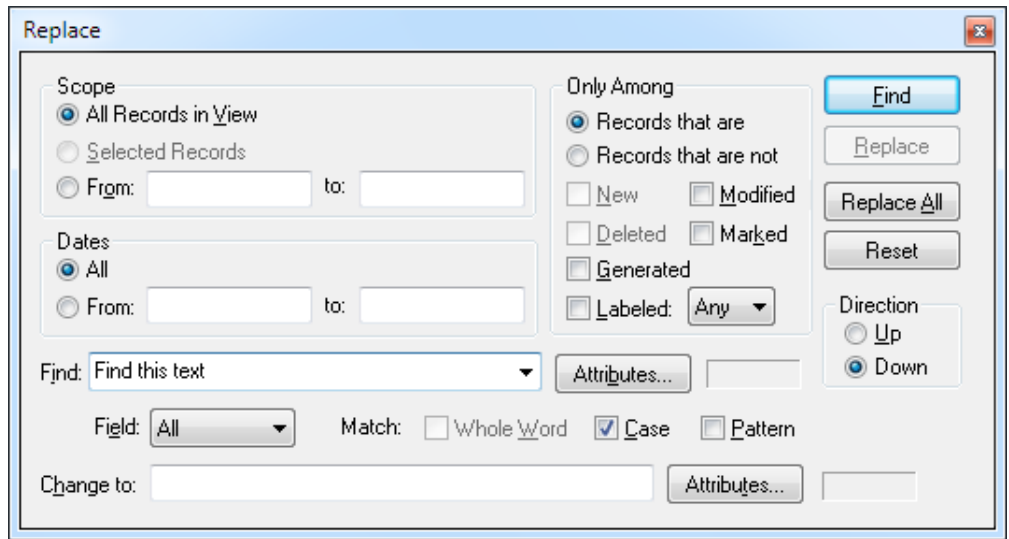 Replace
Scope
All Records in View
Selected Records
From: to:
Dates
All
From: to:
Only Among
Records that are
Records that are not
New Modified
Deleted Marked
Generated
Labeled: Any
Find
Replace
Replace All
Reset
Direction
Up
Down
Find: Find this text Attributes...
Field: All Match: Whole Word Case Pattern
Change to: Attributes...